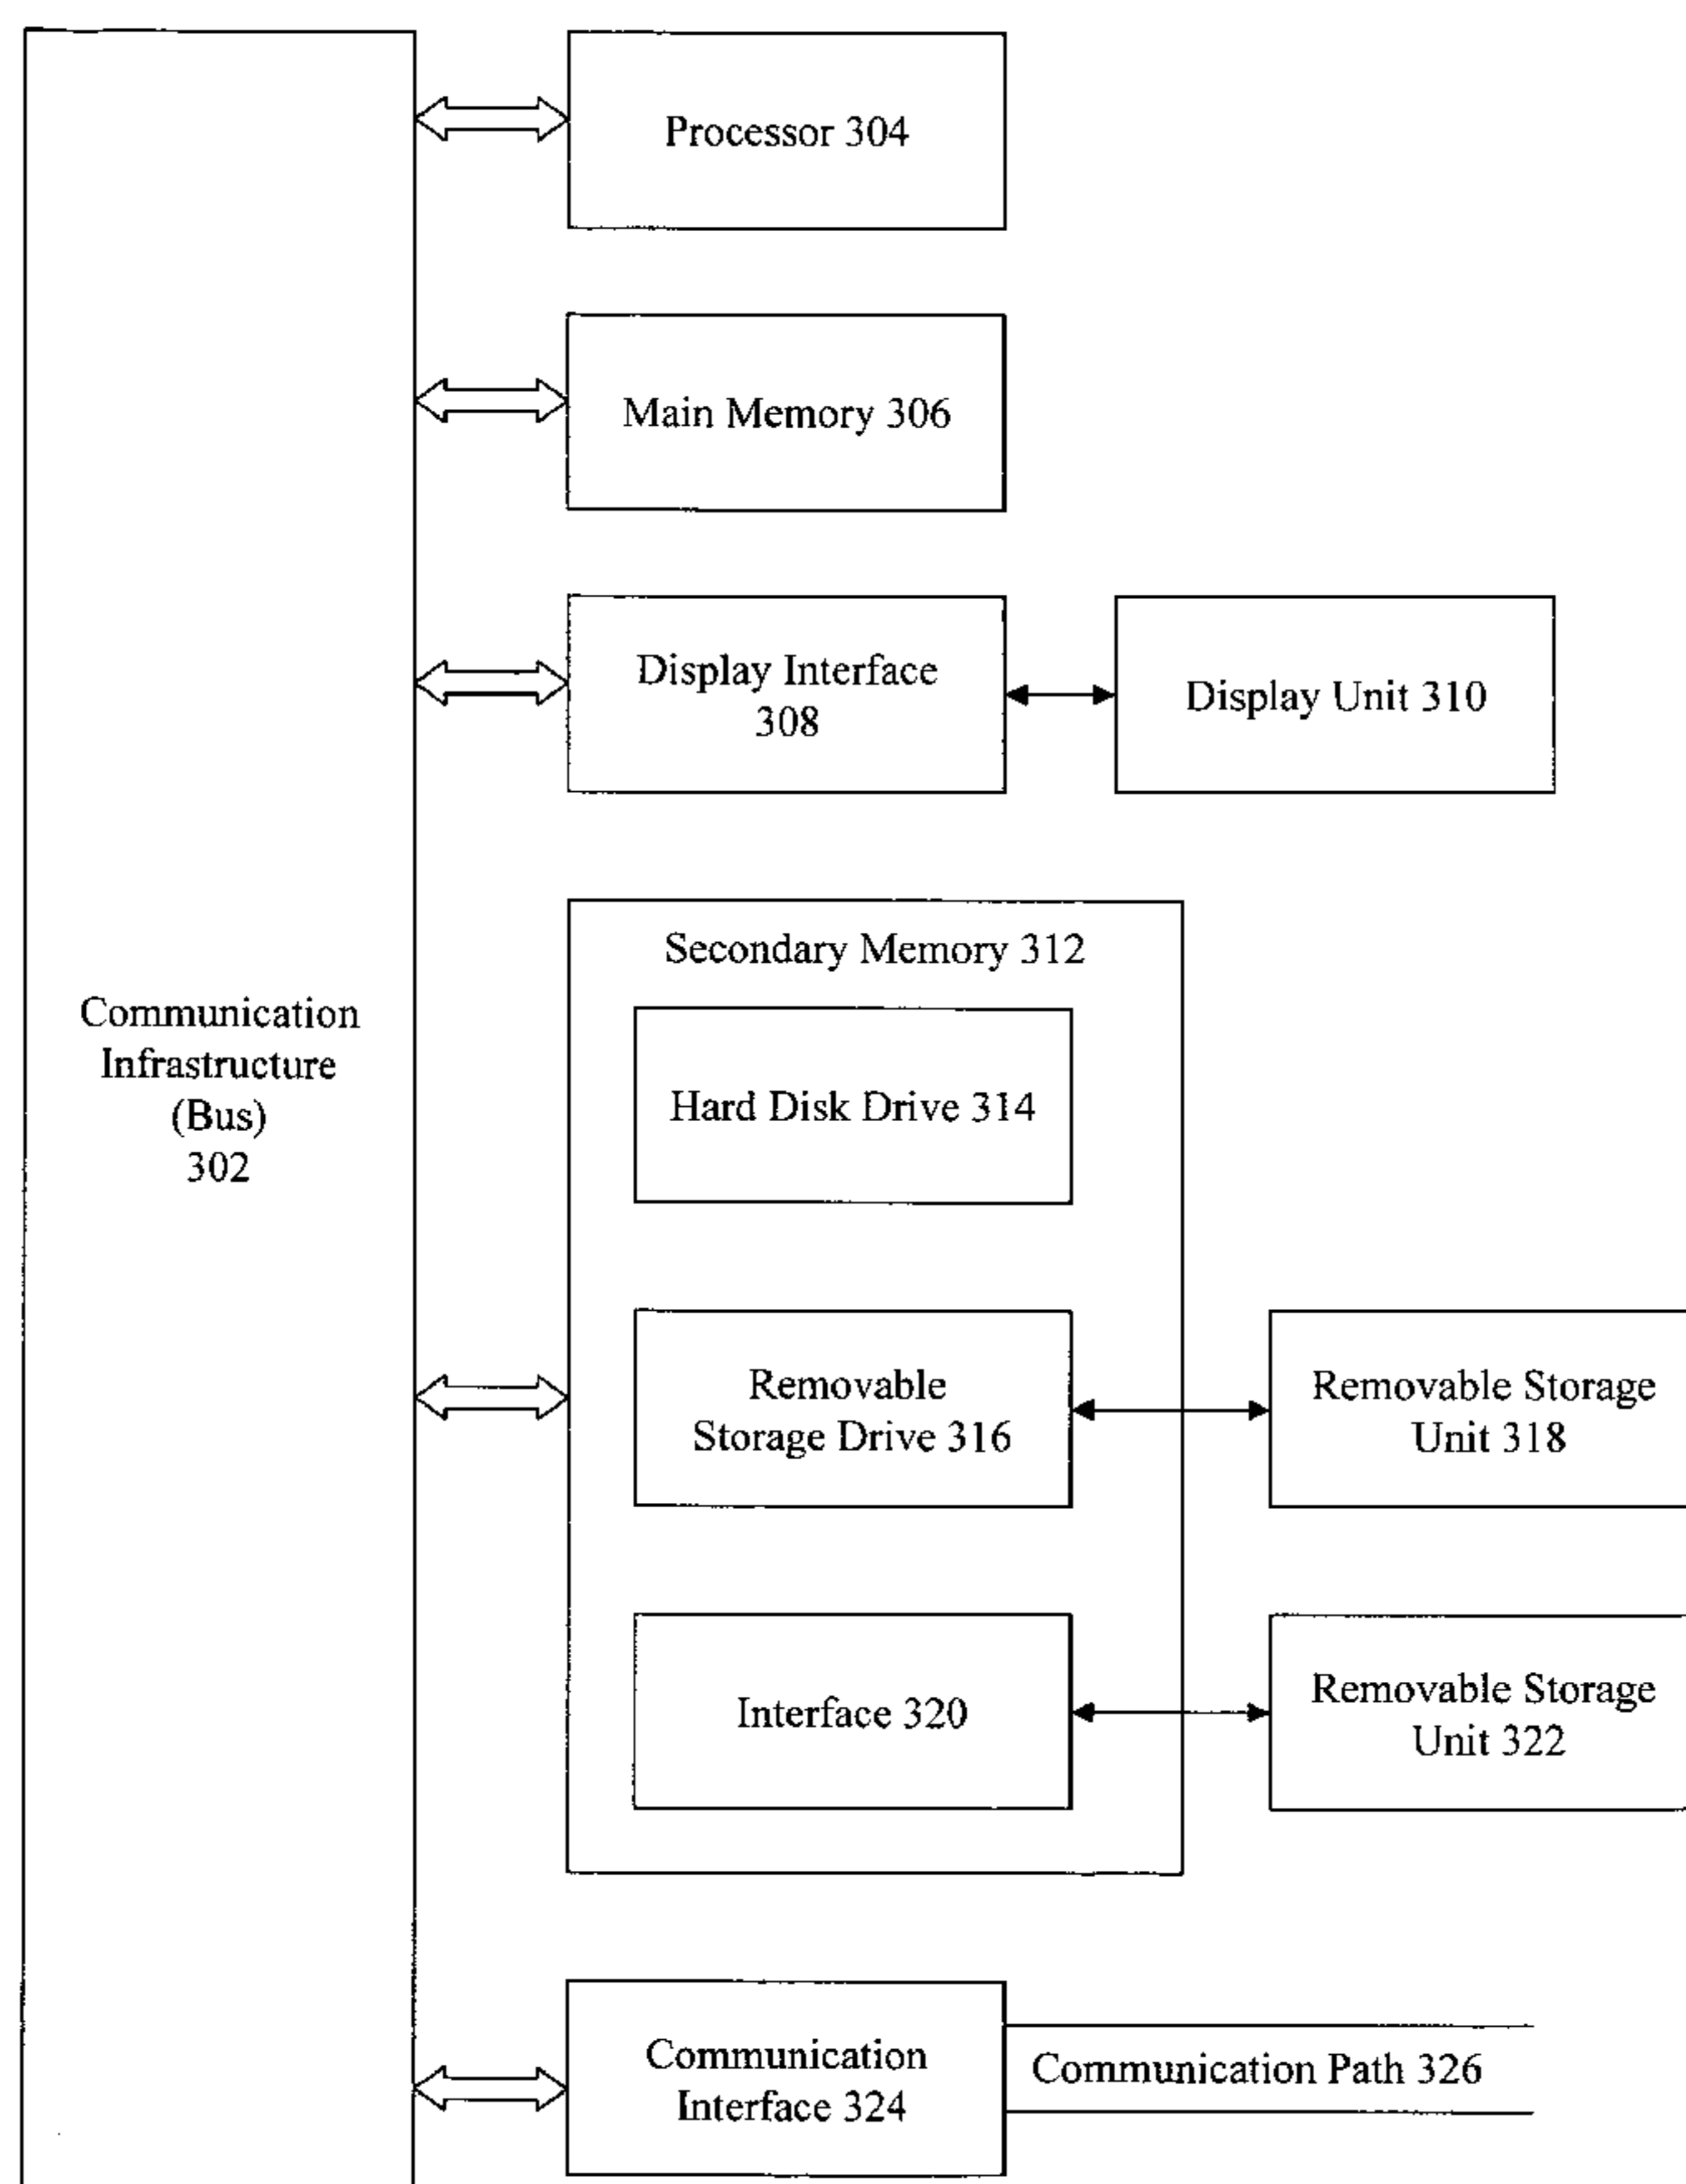 Processor 304
Main Memory 306
Display Interface
308
Display Unit 310
Secondary Memory 312
Communication
Infrastructure
(Bus)
302
Hard Disk Drive 314
Removable
Storage Drive 316
Removable Storage
Unit 318
Interface 320
Removable Storage
Unit 322
Communication
Interface 324
Communication Path 326